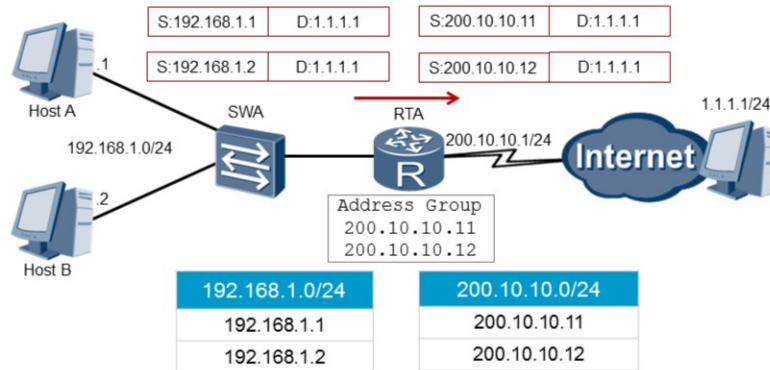 S:192.168.1.1 D:1.1.1.1 S:200.10.10.11 D:1.1.1.1
S:192.168.1.2 D:1.1.1.1 S:200.10.10.12 D:1.1.1.1
.1
Host A
SWA
RTA
1.1.1.1/24
192.168.1.0/24
200.10.10.1/24
Internet
R
.2
Host B
Address Group
200.10.10.11
200.10.10.12
192.168.1.0/24 200.10.10.0/24
192.168.1.1 200.10.10.11
192.168.1.2 200.10.10.12